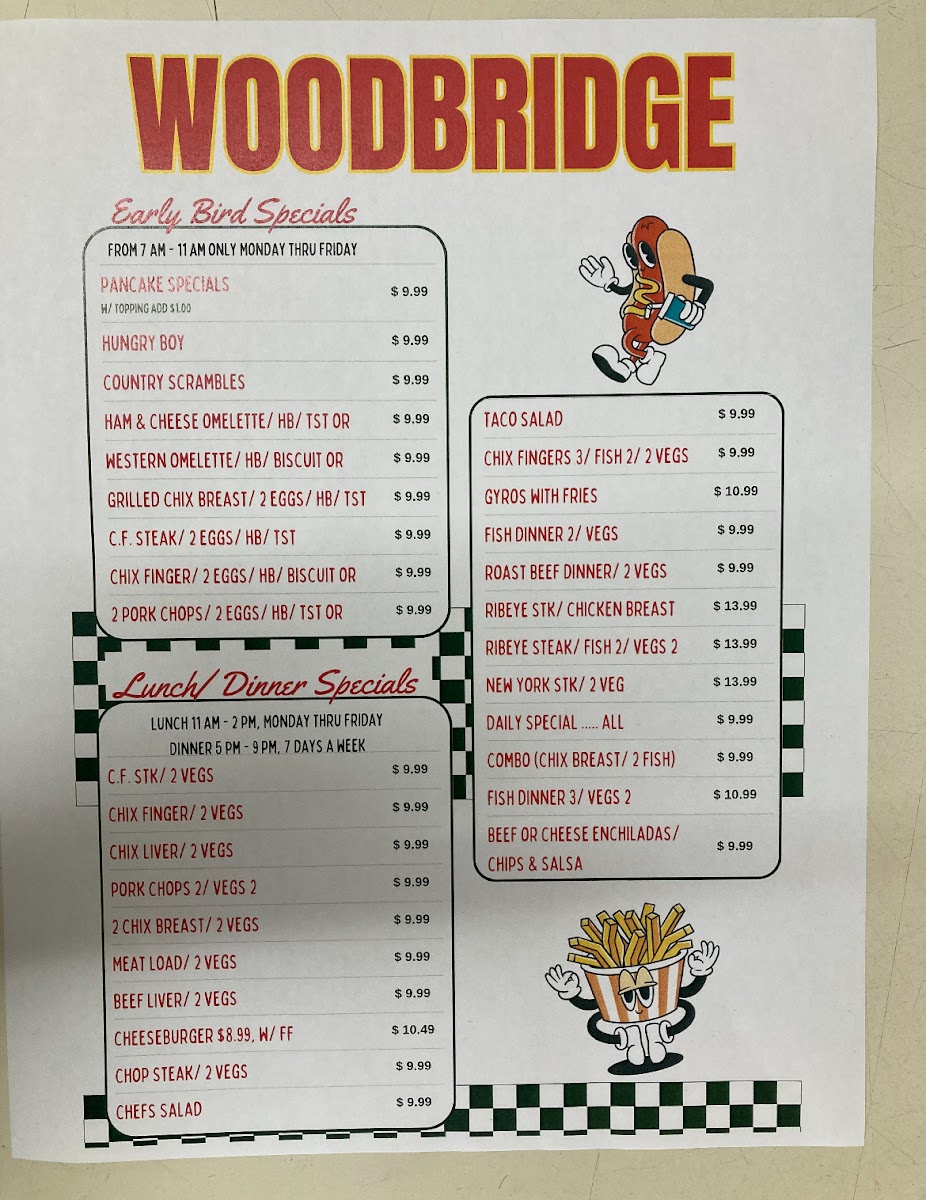 WOODBRIDGE
Early Bird Specials
FROM 7 AM - 11 AM ONLY MONDAY THRU FRIDAY
PANCAKE SPECIALS $ 9.99
W/ TOPPING ADD $1.00
HUNGRY BOY $ 9.99
COUNTRY SCRAMBLES $ 9.99
HAM & CHEESE OMELETTE/ HB/ TST OR $ 9.99
WESTERN OMELETTE/ HB/ BISCUIT OR $ 9.99
GRILLED CHIX BREAST/ 2 EGGS/ HB/ TST $ 9.99
C.F. STEAK/ 2 EGGS/ HB/ TST $ 9.99
CHIX FINGER/ 2 EGGS/ HB/ BISCUIT OR $ 9.99
2 PORK CHOPS/ 2 EGGS/ HB/ TST OR $ 9.99
Lunch/ Dinner Specials
LUNCH 11 AM - 2 PM, MONDAY THRU FRIDAY
DINNER 5 PM - 9 PM, 7 DAYS A WEEK
C.F. STK/ 2 VEGS $ 9.99
CHIX FINGER/ 2 VEGS $ 9.99
CHIX LIVER/ 2 VEGS $ 9.99
PORK CHOPS 2/ VEGS 2 $ 9.99
2 CHIX BREAST/ 2 VEGS $ 9.99
MEAT LOAD/ 2 VEGS $ 9.99
BEEF LIVER/ 2 VEGS $ 9.99
CHEESEBURGER $8.99, W/ FF $ 10.49
CHOP STEAK/ 2 VEGS $ 9.99
CHEFS SALAD $ 9.99
TACO SALAD $ 9.99
CHIX FINGERS 3/ FISH 2/ 2 VEGS $ 9.99
GYROS WITH FRIES $ 10.99
FISH DINNER 2/ VEGS $ 9.99
ROAST BEEF DINNER/ 2 VEGS $ 9.99
RIBEYE STK/ CHICKEN BREAST $ 13.99
RIBEYE STEAK/ FISH 2/ VEGS 2 $ 13.99
NEW YORK STK/ 2 VEG $ 13.99
DAILY SPECIAL ..... ALL $ 9.99
COMBO (CHIX BREAST/ 2 FISH) $ 9.99
FISH DINNER 3/ VEGS 2 $ 10.99
BEEF OR CHEESE ENCHILADAS/
CHIPS & SALSA $ 9.99